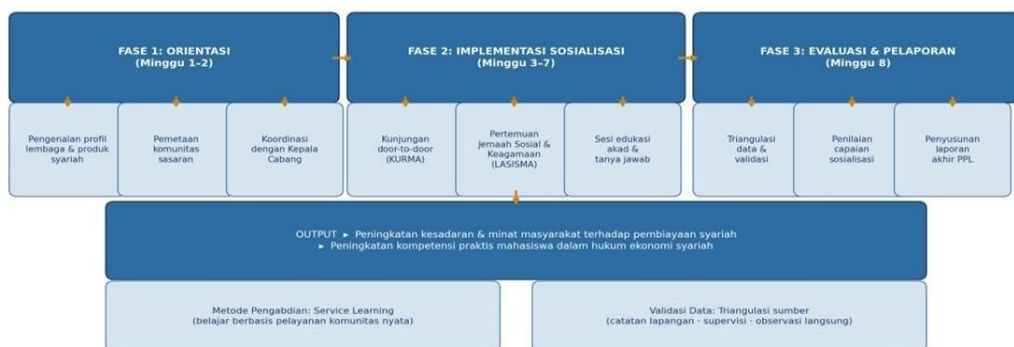 FASE 1: ORIENTASI
(Minggu 1–2)
FASE 2: IMPLEMENTASI SOSIALISASI
(Minggu 3–7)
FASE 3: EVALUASI & PELAPORAN
(Minggu 8)
Pengenalan profil
lembaga & produk
syariah
Pemetaan
komunitas
sasaran
Koordinasi
dengan Kepala
Cabang
Kunjungan
door-to-door
(KURMA)
Pertemuan
Jemaah Sosial &
Keagamaan
(LASISMA)
Sesi edukasi
akad &
tanya jawab
Triangulasi
data &
validasi
Penilaian
capaian
sosialisasi
Penyusunan
laporan
akhir PPL
OUTPUT ► Peningkatan kesadaran & minat masyarakat terhadap pembiayaan syariah
► Peningkatan kompetensi praktis mahasiswa dalam hukum ekonomi syariah
Metode Pengabdian: Service Learning
(belajar berbasis pelayanan komunitas nyata)
Validasi Data: Triangulasi sumber
(catatan lapangan · supervisi · observasi langsung)